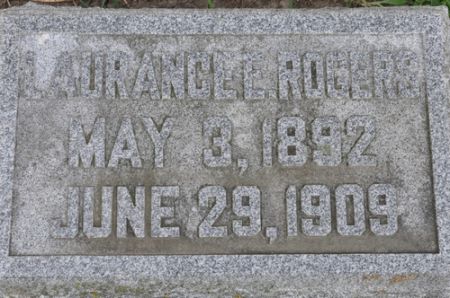 LAURANCE E. ROGERS
MAY 3, 1892
JUNE 29, 1909